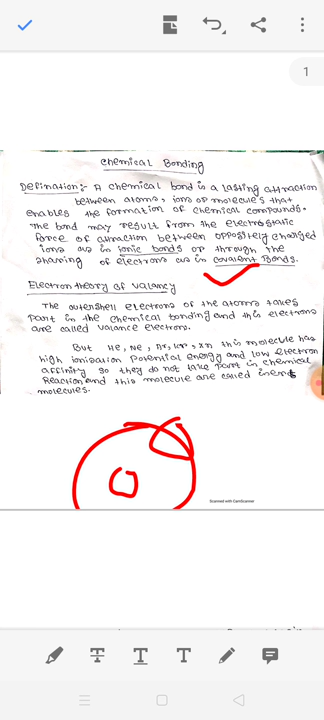 1
Chemical Bonding
Defination:- A chemical bond is a lasting attraction
between atoms, ions or molecule's that
enables the formation of chemical compounds.
The bond may result from the electrostatic
force of attraction between oppositely charged
ions as in ionic bonds or through the
sharing of electrons as in covalent Bonds.
Electron theory of valancy
The outershell electrons of the atoms takes
part in the chemical bonding and this electrons
are called valance electrons.
But He, Ne, Ar, Kr, Xn this molecule has
high ionisation potential energy and low electron
affinity so they do not take part in chemical
Reaction and this molecule are called inerts
molecules.
Scanned with CamScanner
T T T